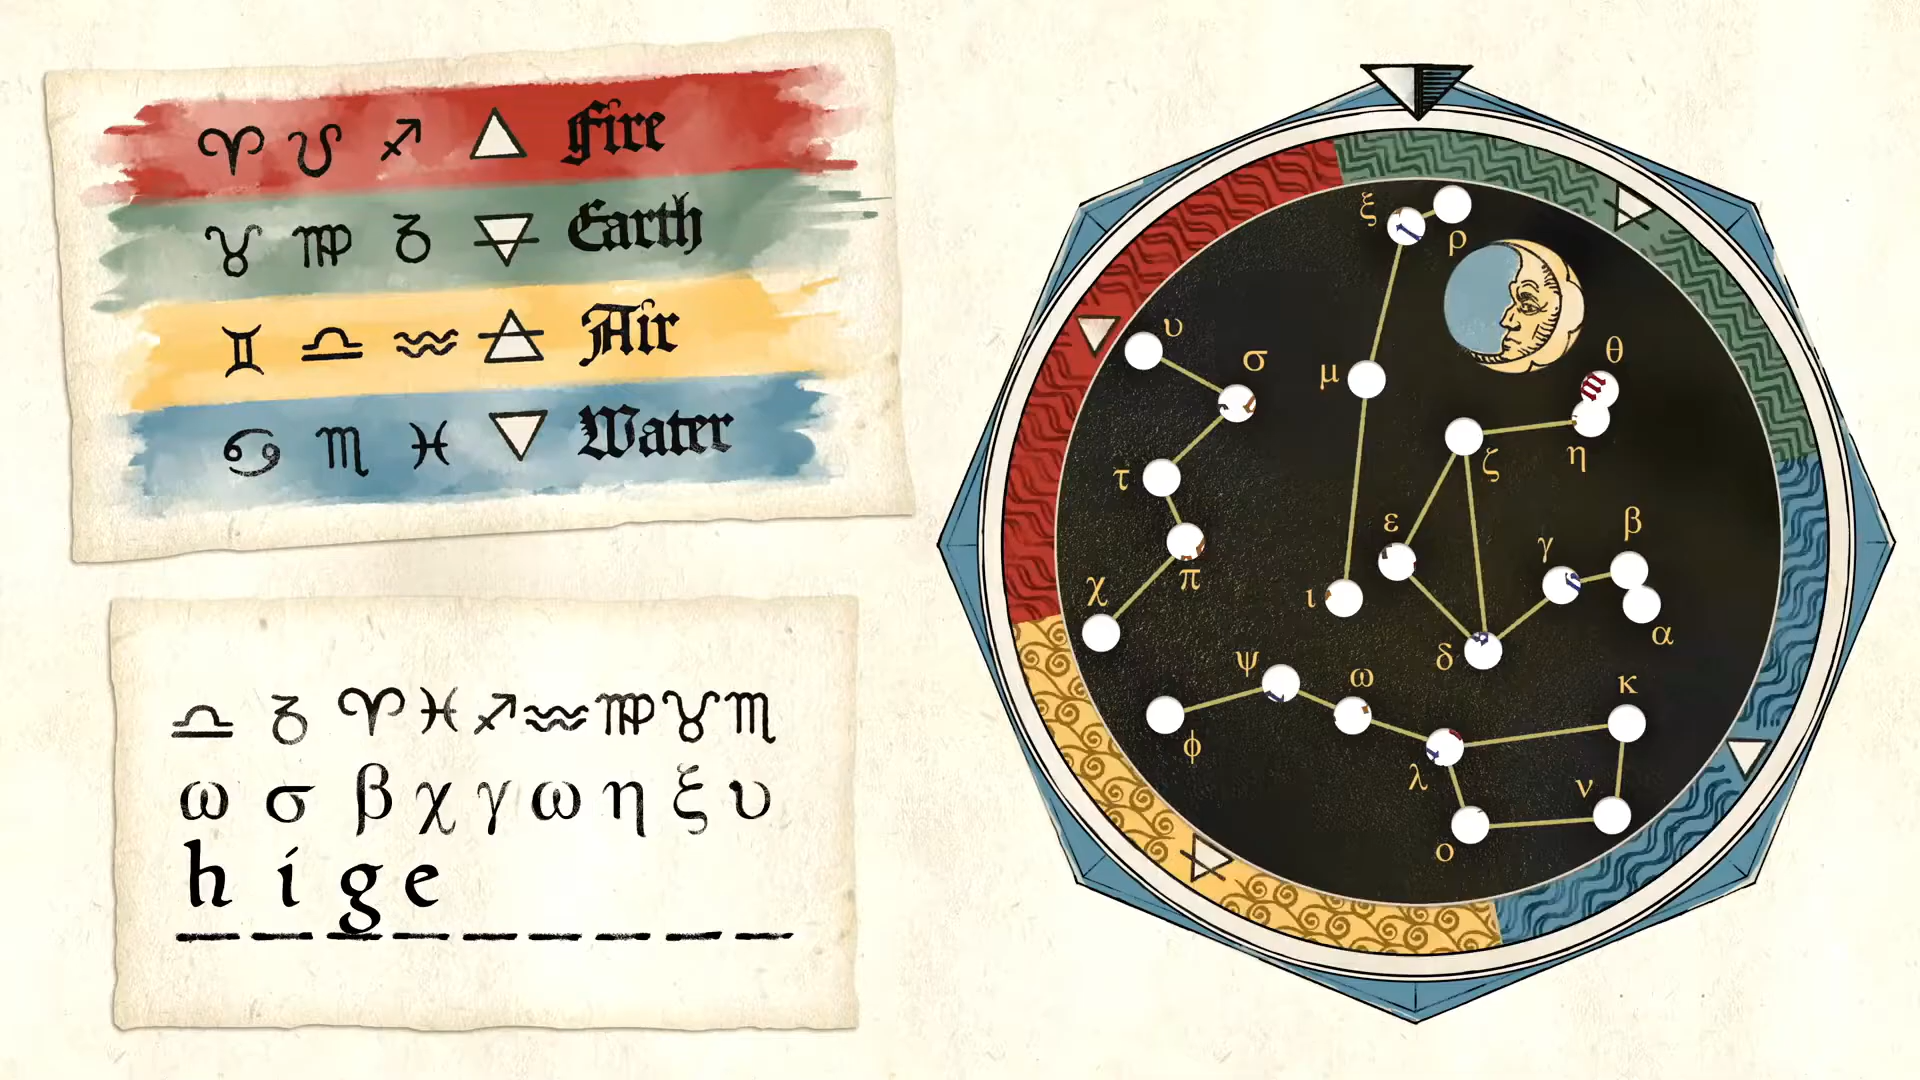 ♈ ♌ ♐ 🜂 Fire
♉ ♍ ♑ 🜃 Earth
♊ ♎ ♒ 🜁 Air
♋ ♏ ♓ 🜄 Water
♎ ♑ ♈ ♓ ♐ ♒ ♍ ♉ ♏
ω σ β χ γ ω η ξ υ
h i g e
ξ
ρ
υ
σ
θ
μ
τ
ζ
η
ε
β
γ
π
χ
ι
α
δ
ψ
ω
κ
φ
λ
ν
ο